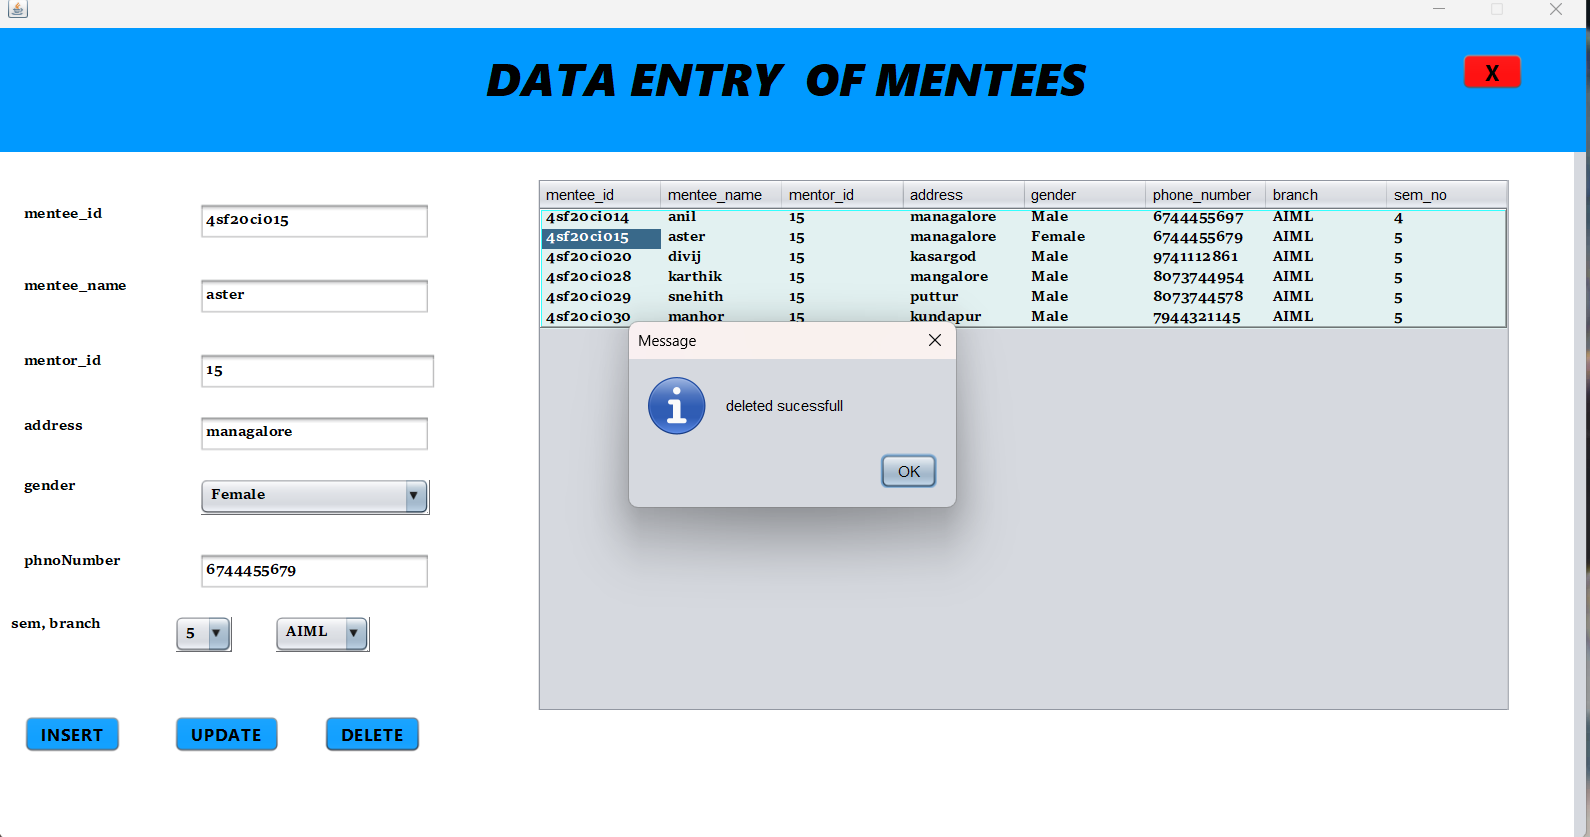 DATA ENTRY OF MENTEES
X
mentee_id
4sf20ci015
mentee_name
aster
mentor_id
15
address
managalore
gender
Female
phnoNumber
6744455679
sem, branch
5
AIML
INSERT
UPDATE
DELETE
mentee_id mentee_name mentor_id address gender phone_number branch sem_no
4sf20ci014 anil 15 managalore Male 6744455697 AIML 4
4sf20ci015 aster 15 managalore Female 6744455679 AIML 5
4sf20ci020 divij 15 kasargod Male 9741112861 AIML 5
4sf20ci028 karthik 15 mangalore Male 8073744954 AIML 5
4sf20ci029 snehith 15 puttur Male 8073744578 AIML 5
4sf20ci030 manhor 15 kundapur Male 7944321145 AIML 5
Message
deleted sucessfull
OK